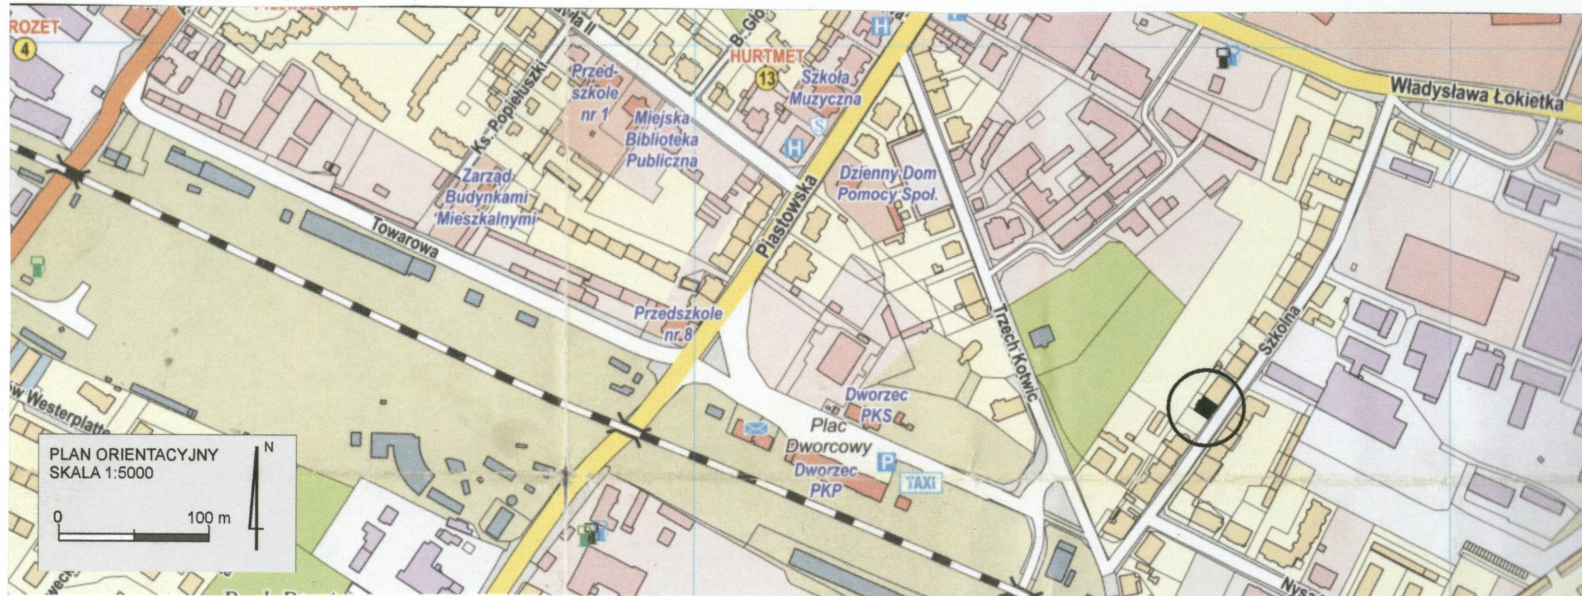 ROZET
4
HURTMET
13
H
Szkoła
Muzyczna
S
H
Przed-
szkole
nr 1
Miejska
Biblioteka
Publiczna
Ks. Popiełuszki
Zarząd
Budynkami
Mieszkalnymi
Dzienny Dom
Pomocy Społ.
Władysława Łokietka
Piastowska
Towarowa
Przedszkole
nr 8
Trzech Kotwic
Szkolna
Dworzec
PKS
Plac
Dworcowy
Dworzec
PKP
P
TAXI
Westerplatte
PLAN ORIENTACYJNY
SKALA 1:5000
N
0 100 m